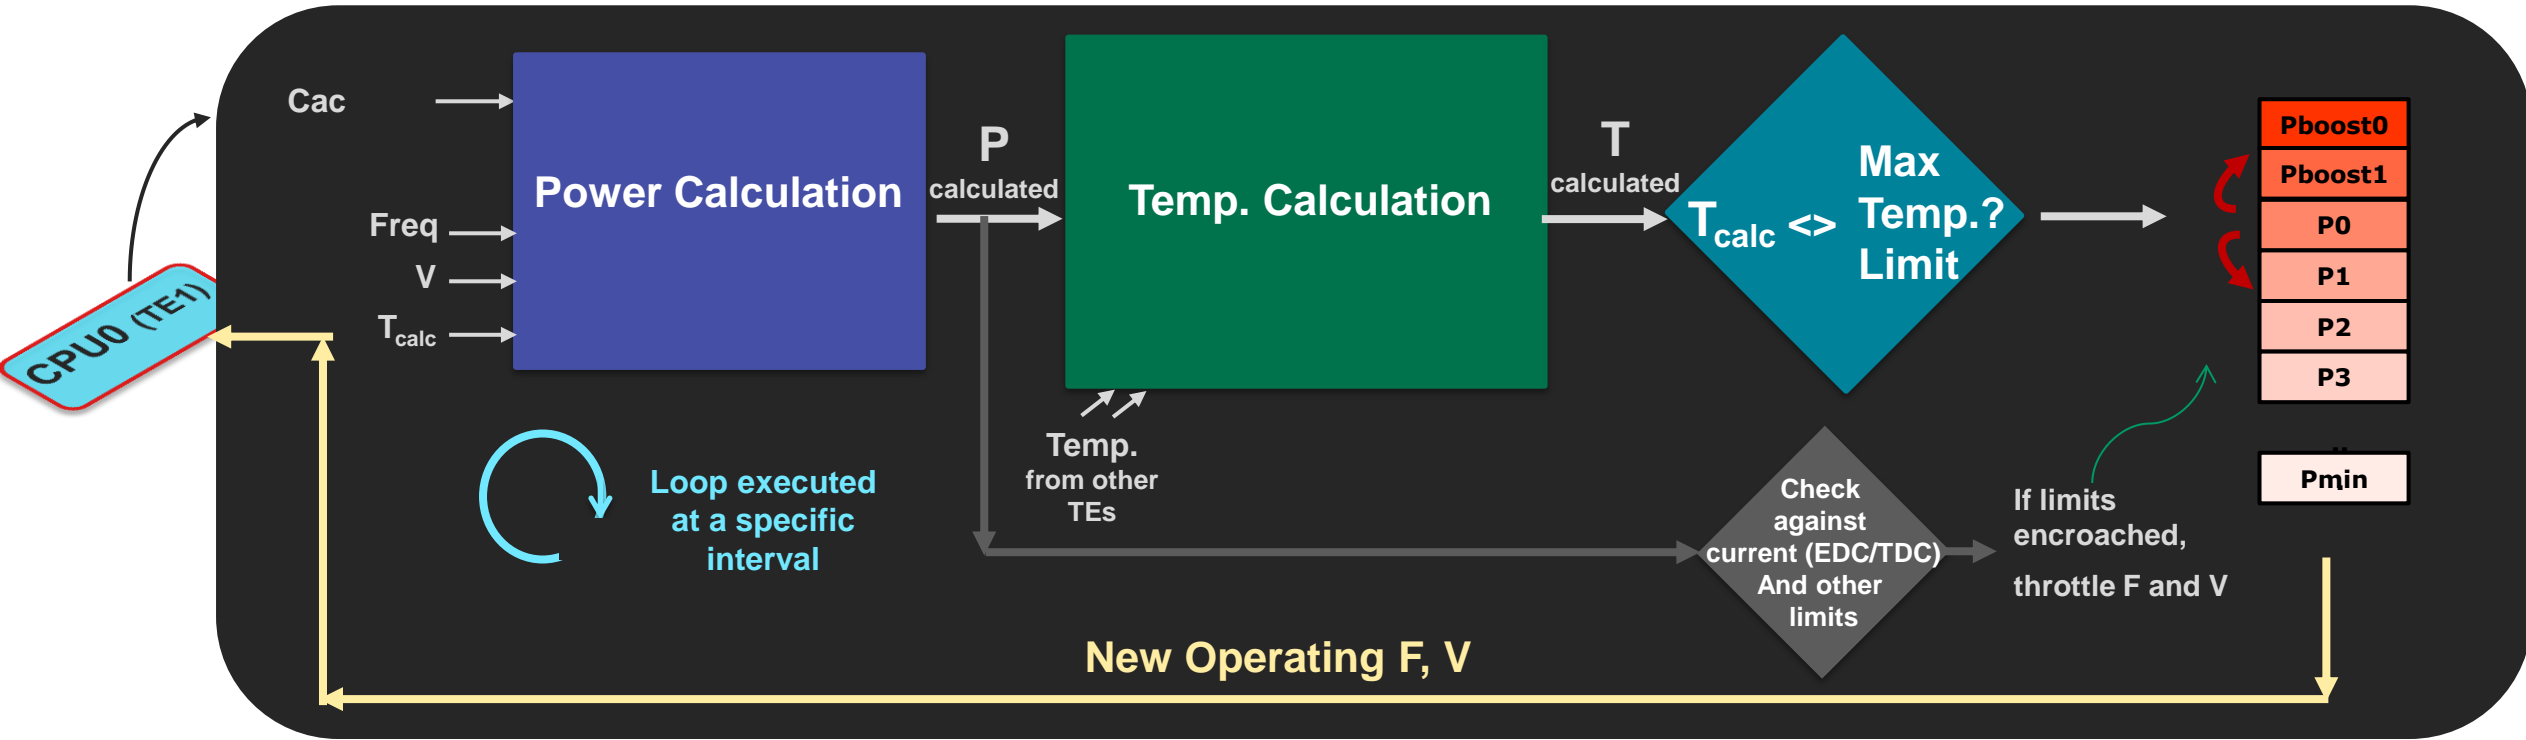 Cac
Freq
V
Tcalc
CPU0 (TE1)
Power Calculation
P
calculated
Temp. Calculation
T
calculated
Tcalc <>
Max
Temp.?
Limit
Pboost0
Pboost1
P0
P1
P2
P3
Pmin
Loop executed
at a specific
interval
Temp.
from other
TEs
Check
against
current (EDC/TDC)
And other
limits
If limits
encroached,
throttle F and V
New Operating F, V